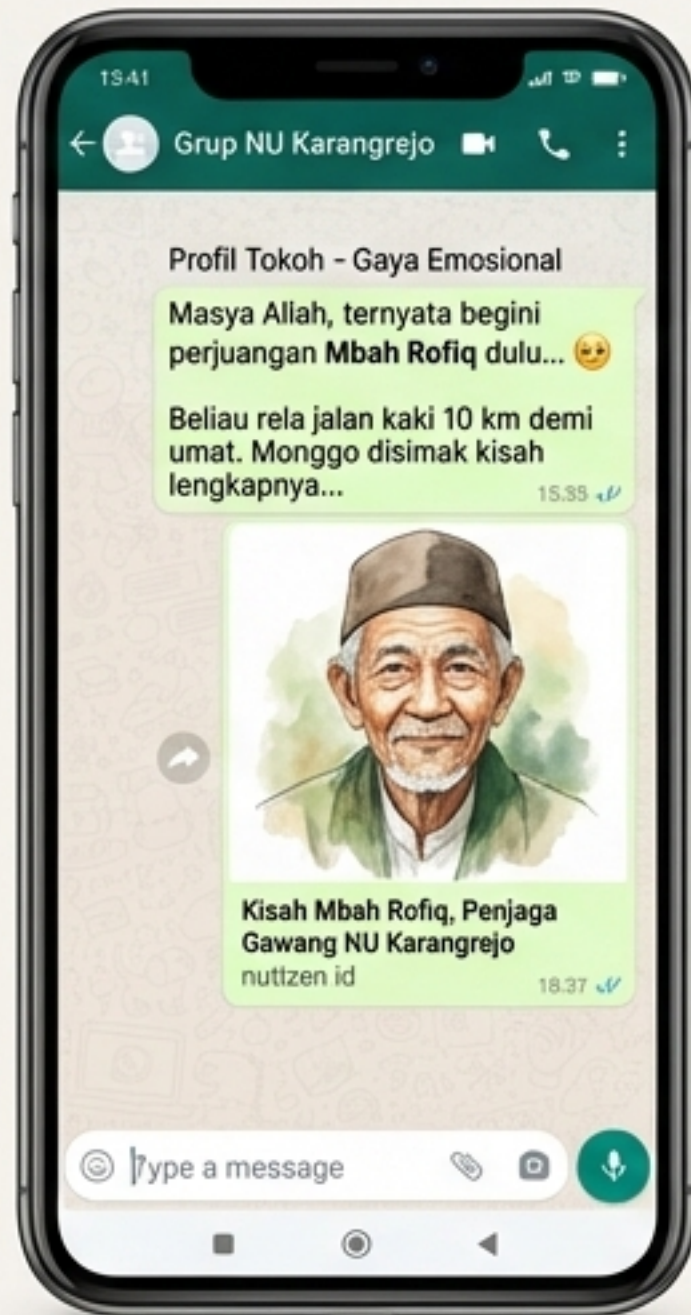 19:41
Grup NU Karangrejo
Profil Tokoh - Gaya Emosional
Masya Allah, ternyata begini
perjuangan Mbah Rofiq dulu...
Beliau rela jalan kaki 10 km demi
umat. Monggo disimak kisah
lengkapnya...
15.35
Kisah Mbah Rofiq, Penjaga
Gawang NU Karangrejo
nuttzen.id
18.37
Type a message